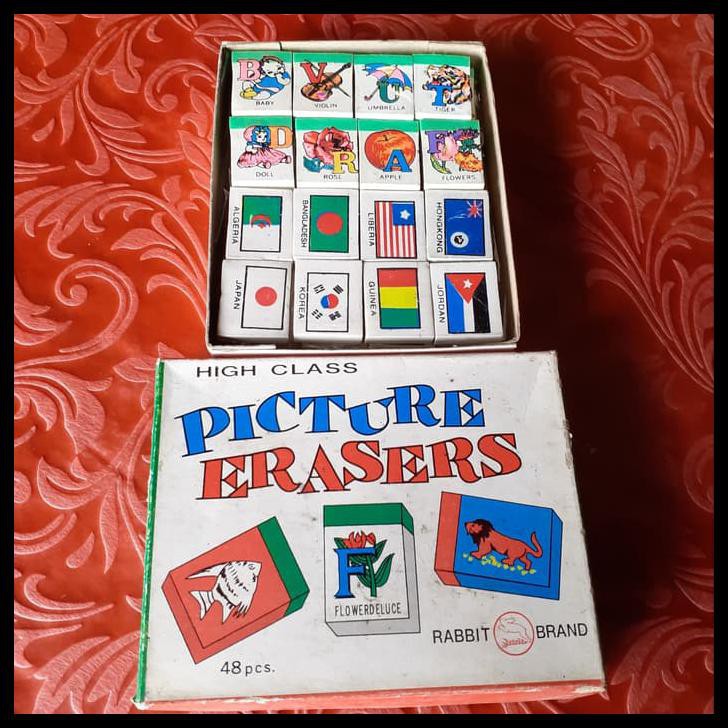 B
BABY
V
VIOLIN
U
UMBRELLA
T
TIGER
D
DOLL
R
ROSE
A
APPLE
F
FLOWERS
ALGERIA
BANGLADESH
LIBERIA
HONGKONG
JAPAN
KOREA
GUINEA
JORDAN
HIGH CLASS
PICTURE
ERASERS
F
FLOWERDELUCE
RABBIT BRAND
48 pcs.